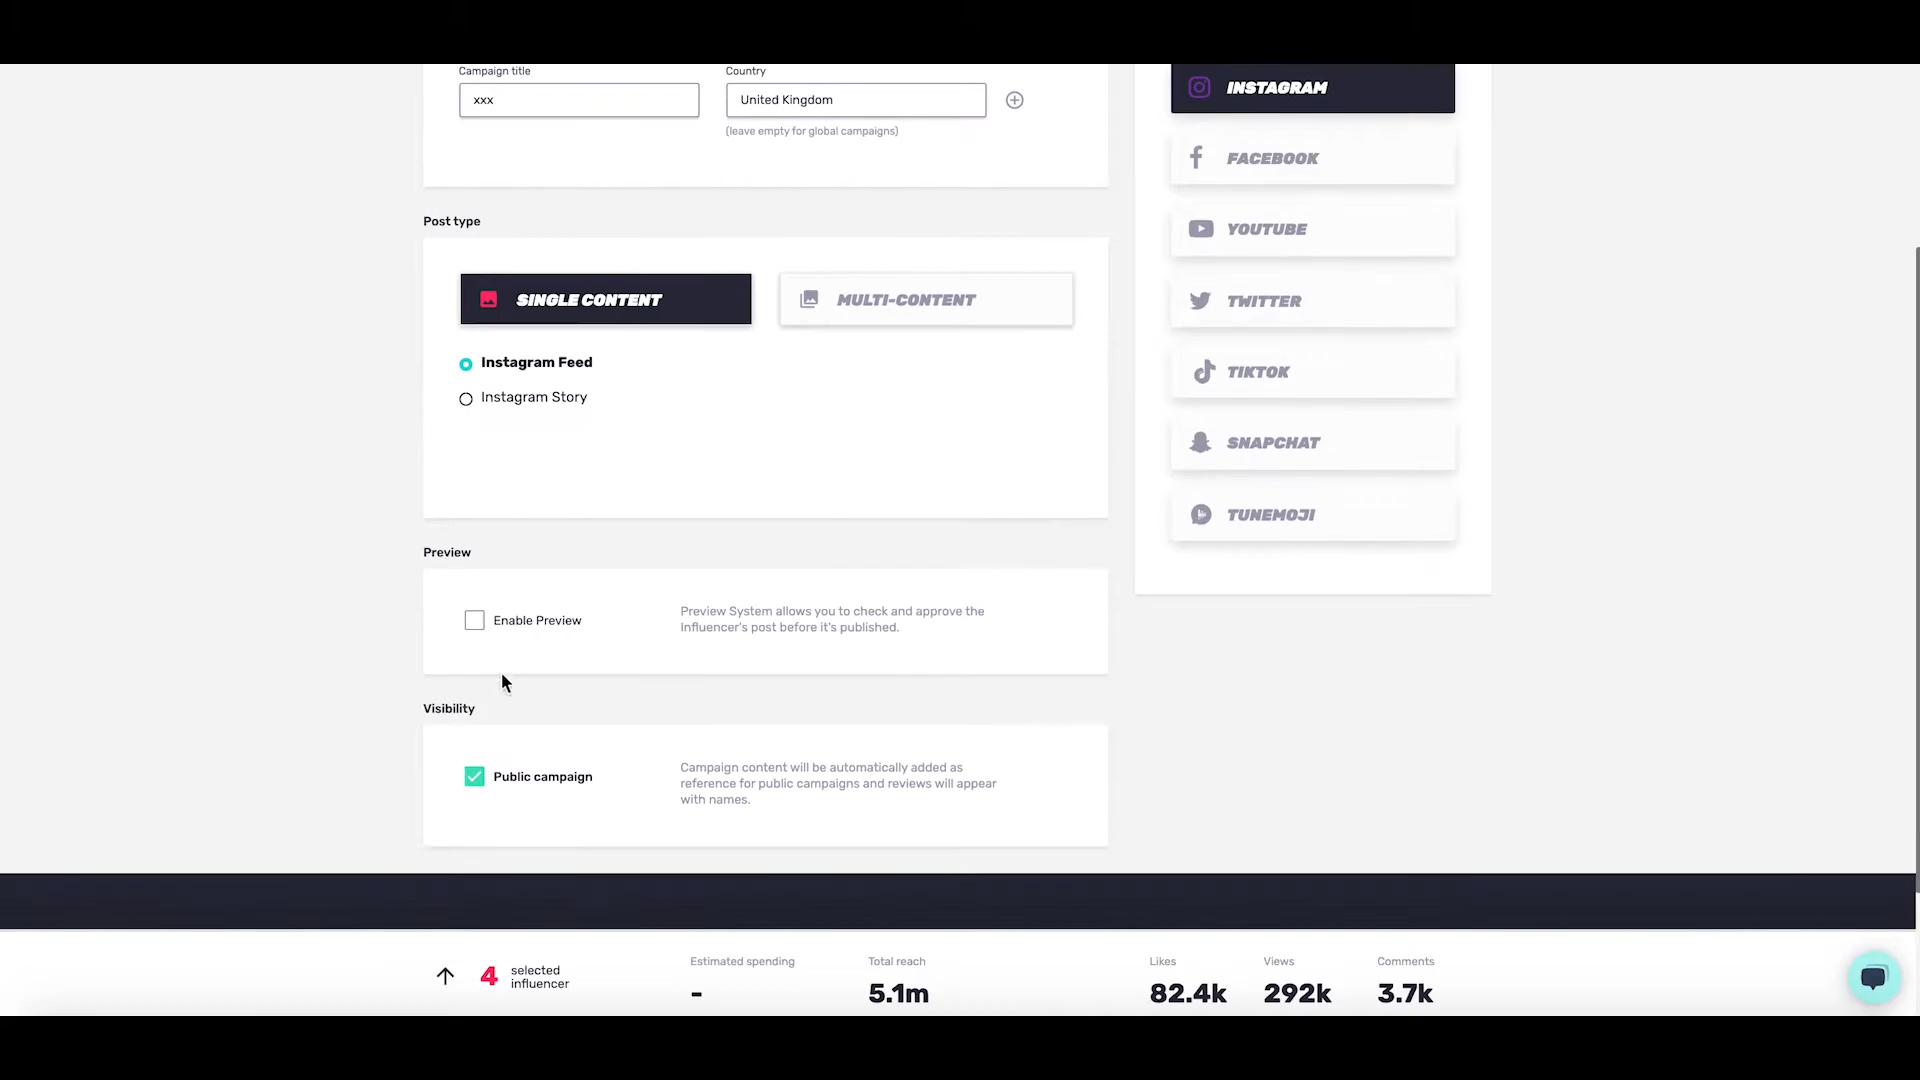 Campaign title
Country
xxx
United Kingdom
(leave empty for global campaigns)
Post type
SINGLE CONTENT
MULTI-CONTENT
Instagram Feed
Instagram Story
Preview
Enable Preview
Preview System allows you to check and approve the
Influencer's post before it's published.
Visibility
Public campaign
Campaign content will be automatically added as
reference for public campaigns and reviews will appear
with names.
INSTAGRAM
FACEBOOK
YOUTUBE
TWITTER
TIKTOK
SNAPCHAT
TUNEMOJI
4
selected
influencer
Estimated spending
-
Total reach
5.1m
Likes
82.4k
Views
292k
Comments
3.7k